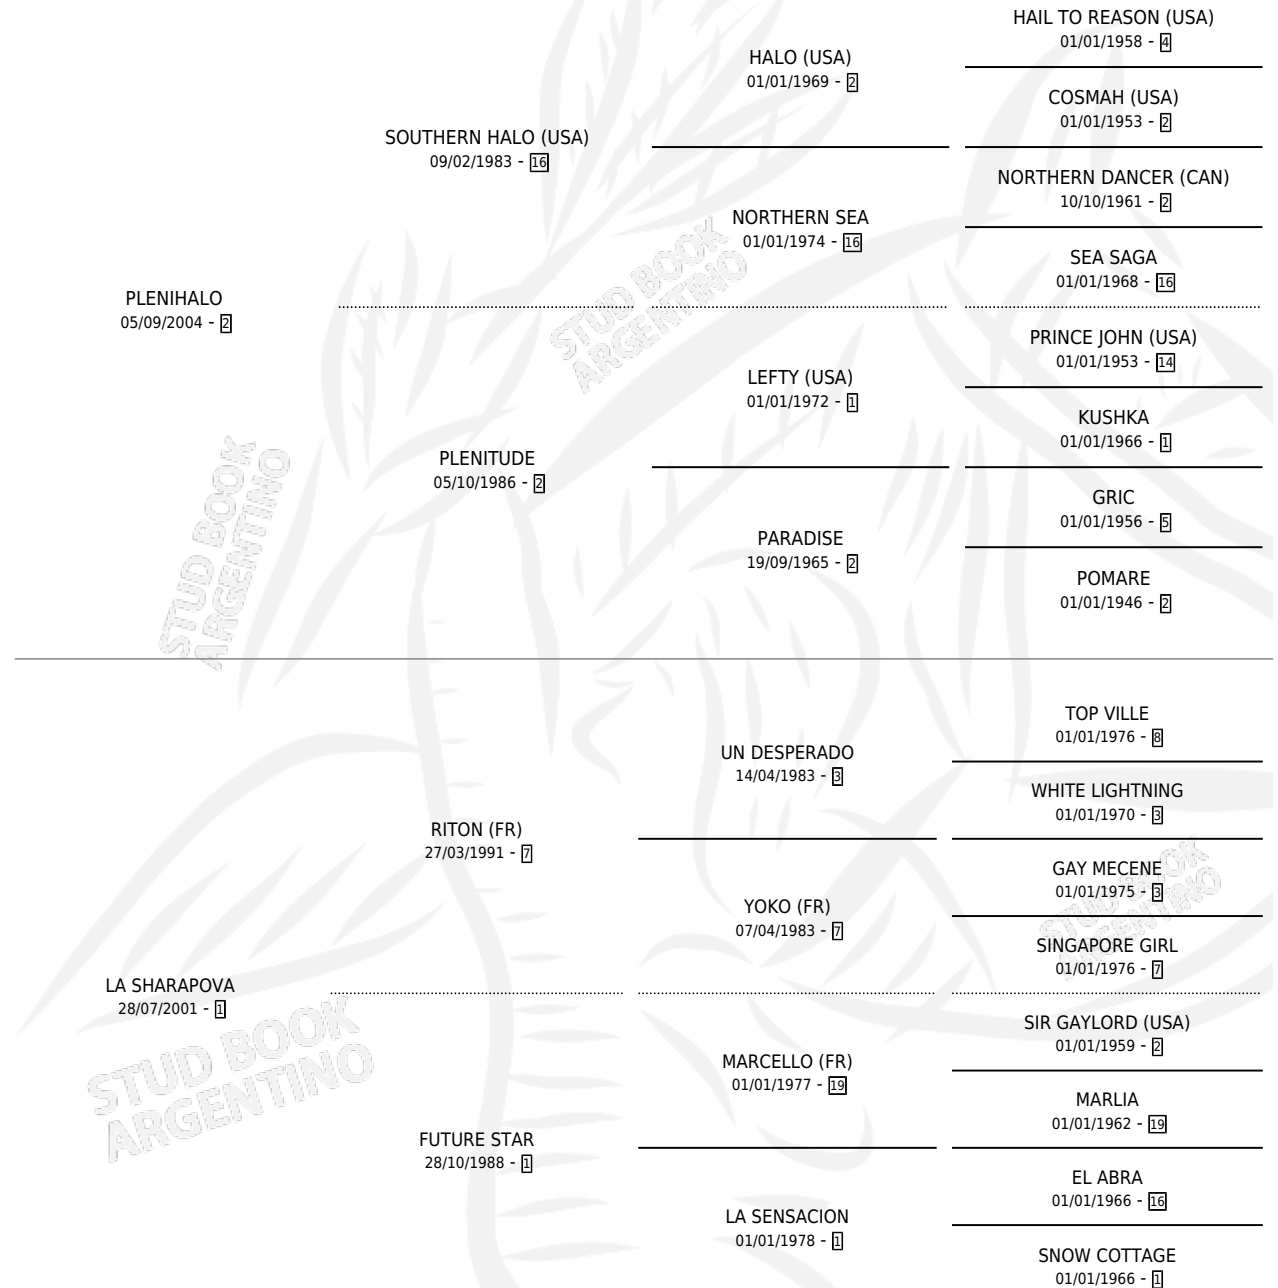 HAIL TO REASON (USA)
01/01/1958 - 4
HALO (USA)
01/01/1969 - 2
COSMAH (USA)
01/01/1953 - 2
SOUTHERN HALO (USA)
09/02/1983 - 16
NORTHERN DANCER (CAN)
10/10/1961 - 2
NORTHERN SEA
01/01/1974 - 16
SEA SAGA
01/01/1968 - 16
PLENIHALO
05/09/2004 - 2
PRINCE JOHN (USA)
01/01/1953 - 14
LEFTY (USA)
01/01/1972 - 1
KUSHKA
01/01/1966 - 1
PLENITUDE
05/10/1986 - 2
GRIC
01/01/1956 - 5
PARADISE
19/09/1965 - 2
POMARE
01/01/1946 - 2
STUD BOOK
ARGENTINO
STUD BOOK
ARGENTINO
TOP VILLE
01/01/1976 - 8
UN DESPERADO
14/04/1983 - 3
WHITE LIGHTNING
01/01/1970 - 3
RITON (FR)
27/03/1991 - 7
GAY MECENE
01/01/1975 - 3
YOKO (FR)
07/04/1983 - 7
SINGAPORE GIRL
01/01/1976 - 7
STUD BOOK
ARGENTINO
LA SHARAPOVA
28/07/2001 - 1
SIR GAYLORD (USA)
01/01/1959 - 2
MARCELLO (FR)
01/01/1977 - 19
MARLIA
01/01/1962 - 19
STUD BOOK
ARGENTINO
FUTURE STAR
28/10/1988 - 1
EL ABRA
01/01/1966 - 16
LA SENSACION
01/01/1978 - 1
SNOW COTTAGE
01/01/1966 - 1